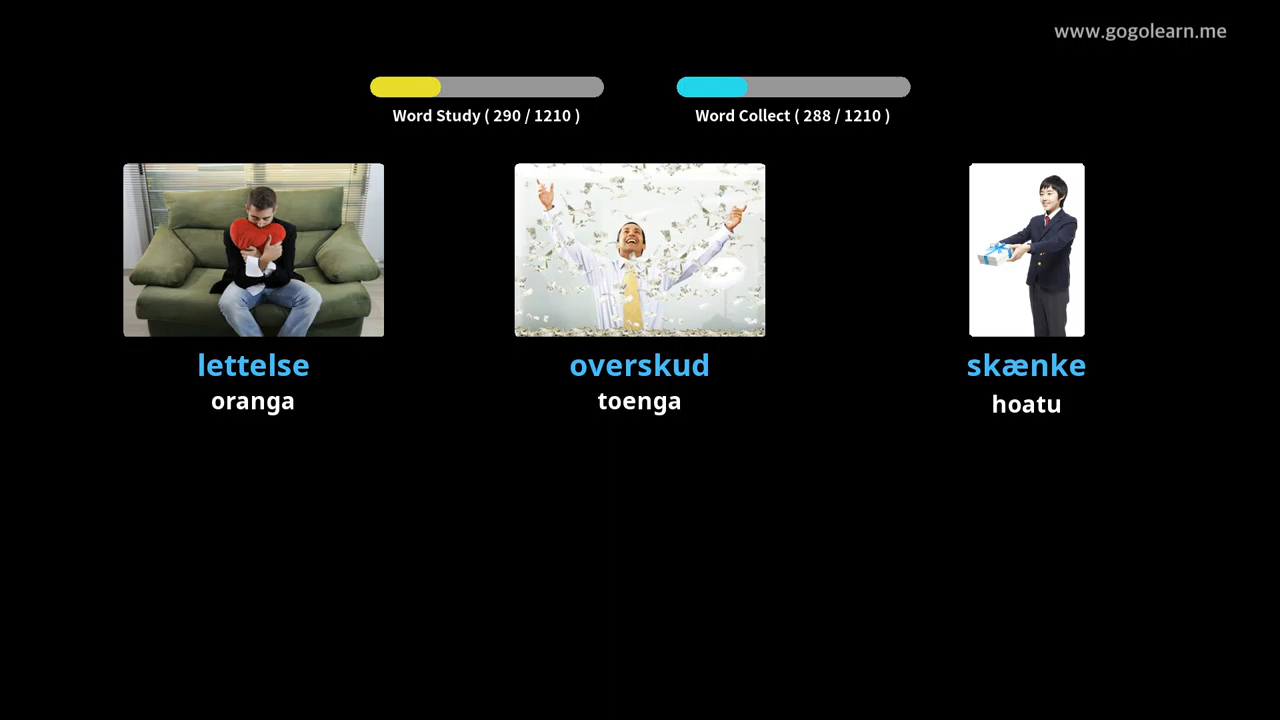 www.gogolearn.me
Word Study ( 290 / 1210 )
Word Collect ( 288 / 1210 )
lettelse
oranga
overskud
toenga
skænke
hoatu